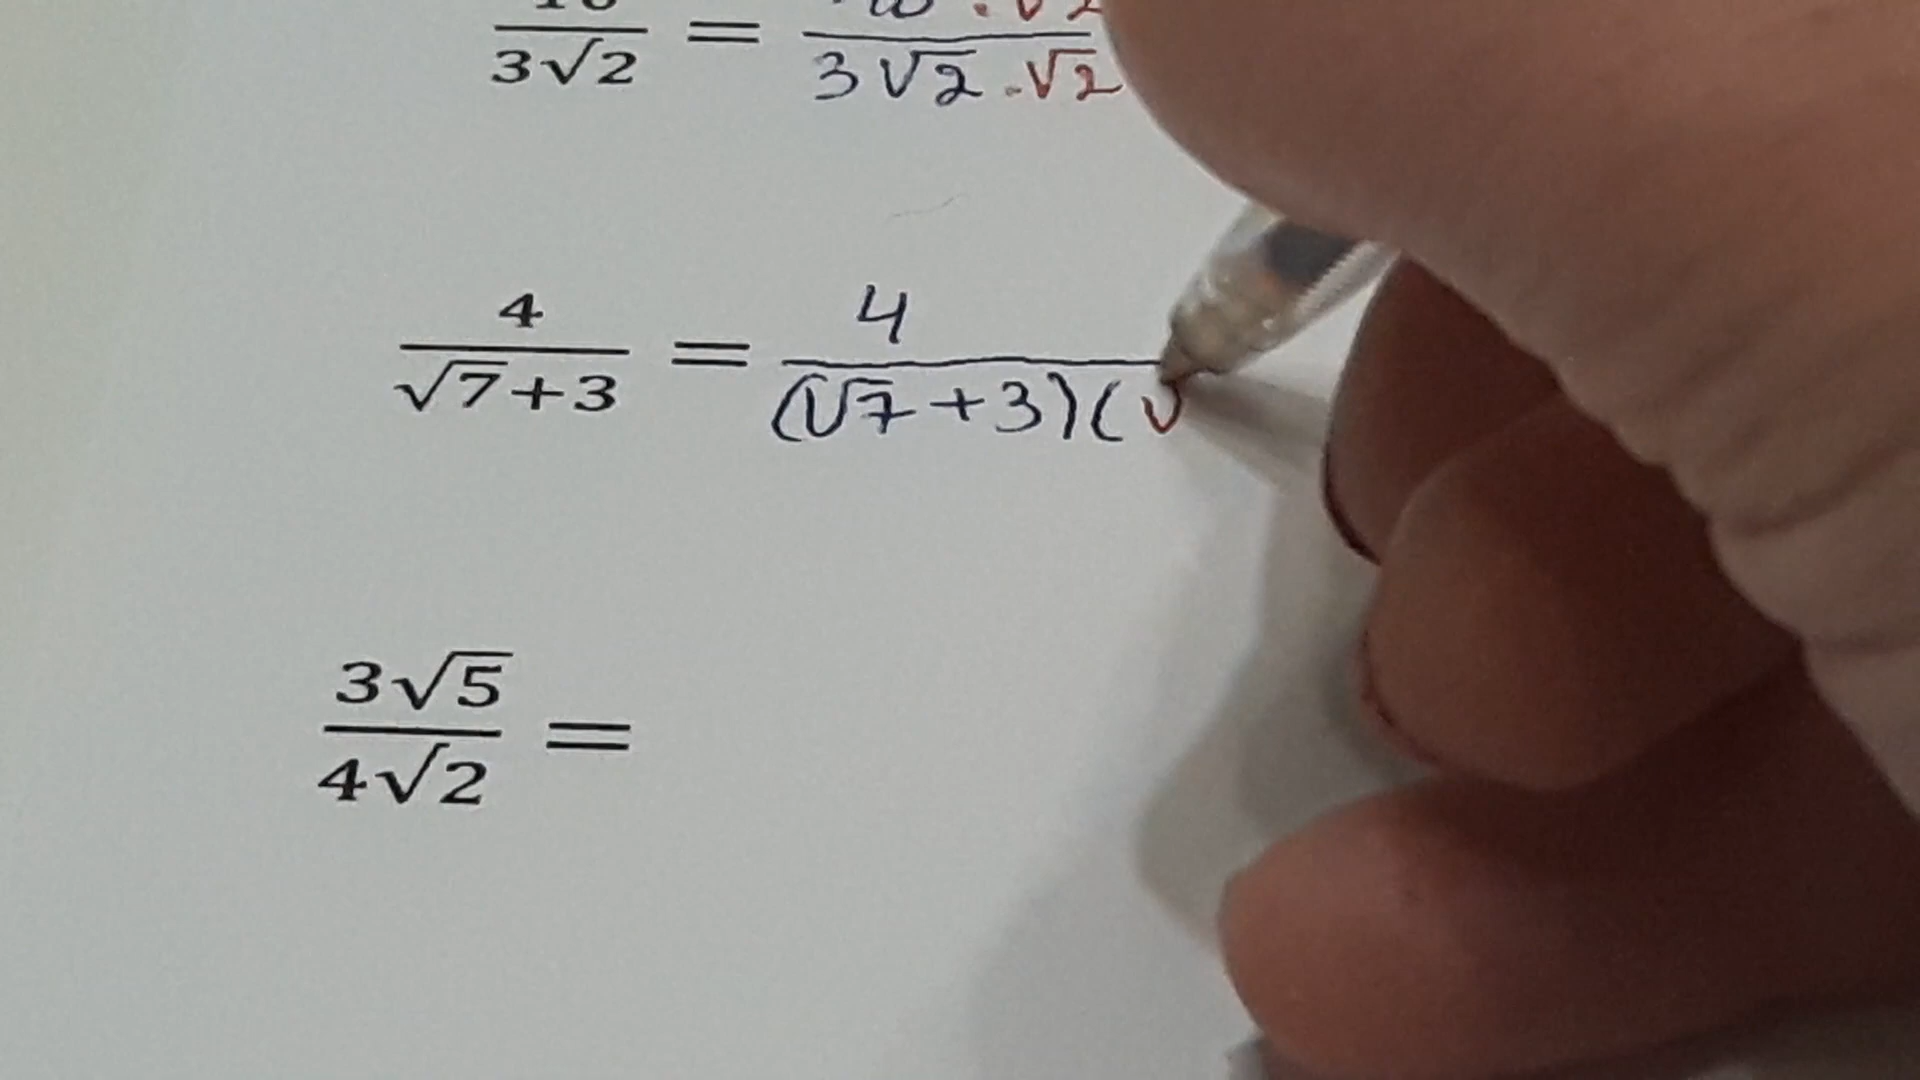 3√2 = 3√2 · √2
4 / √7+3 = 4 / (√7 + 3)(√
3√5 / 4√2 =